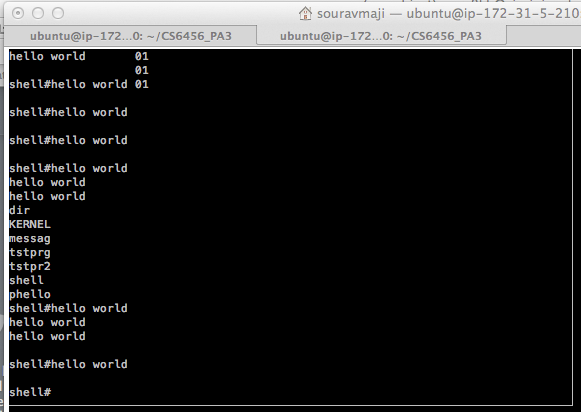 souravmaji — ubuntu@ip-172-31-5-210
ubuntu@ip-172...0: ~/CS6456_PA3 ubuntu@ip-172...0: ~/CS6456_PA3
hello world 01
01
shell#hello world 01
shell#hello world
shell#hello world
shell#hello world
hello world
hello world
dir
KERNEL
messag
tstprg
tstpr2
shell
phello
shell#hello world
hello world
hello world
shell#hello world
shell#